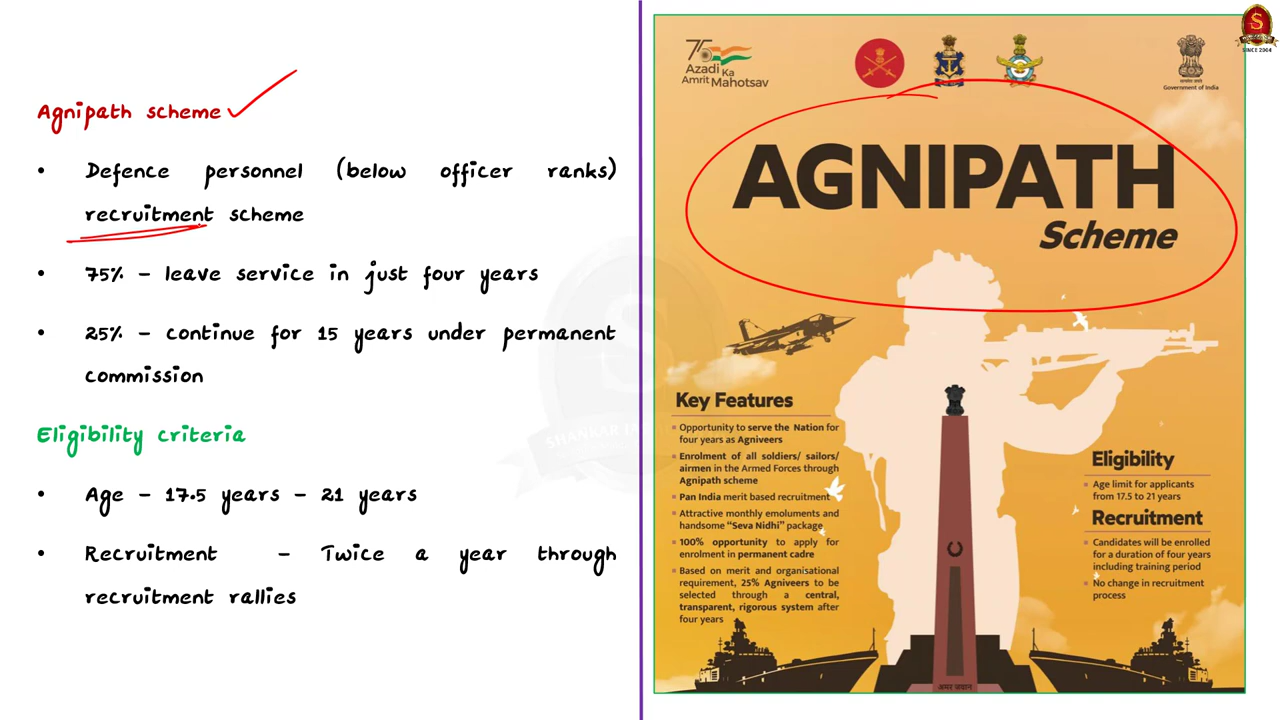 Agnipath scheme
• Defence personnel (below officer ranks)
recruitment scheme
• 75% – leave service in just four years
• 25% – continue for 15 years under permanent
commission
Eligibility criteria
• Age – 17.5 years – 21 years
• Recruitment – Twice a year through
recruitment rallies
75
Azadi Ka
Amrit Mahotsav
Government of India
SINCE 2004
AGNIPATH
Scheme
Key Features
Opportunity to serve the Nation for
four years as Agniveers
Enrolment of all soldiers/ sailors/
airmen in the Armed Forces through
Agnipath scheme
Pan India merit based recruitment
Attractive monthly emoluments and
handsome “Seva Nidhi” package
100% opportunity to apply for
enrolment in permanent cadre
Based on merit and organisational
requirement, 25% Agniveers to be
selected through a central,
transparent, rigorous system after
four years
Eligibility
Age limit for applicants
from 17.5 to 21 years
Recruitment
Candidates will be enrolled
for a duration of four years
including training period
No change in recruitment
process
अमर जवान